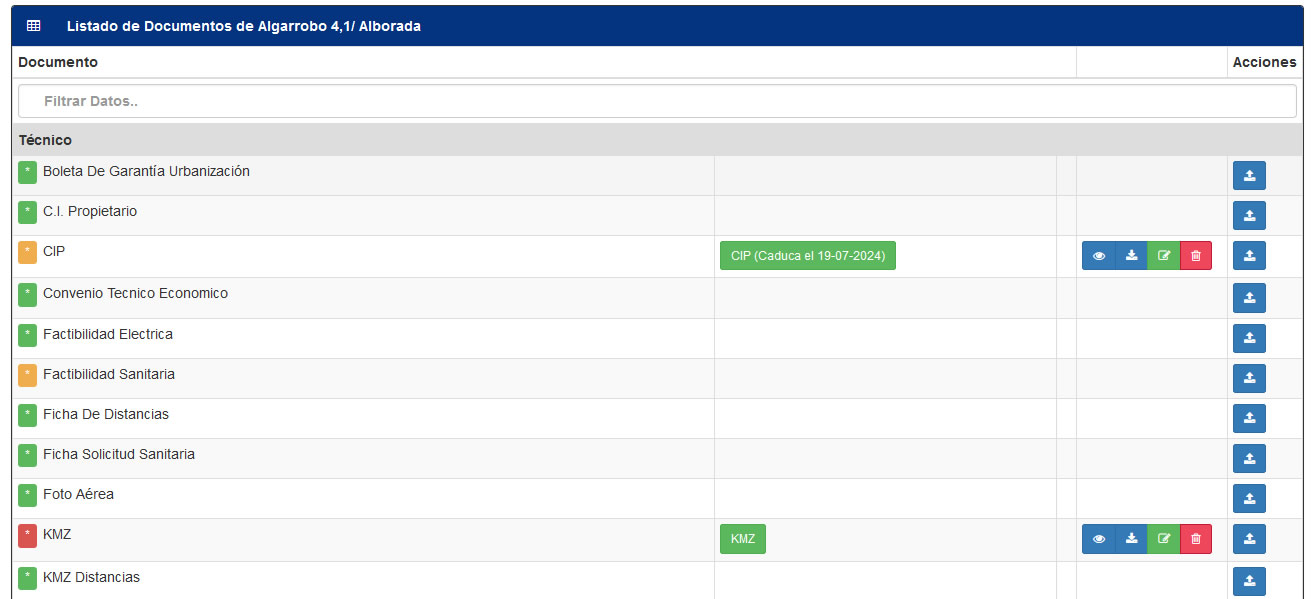 Listado de Documentos de Algarrobo 4,1/ Alborada
Documento Acciones
Filtrar Datos..
Técnico
* Boleta De Garantía Urbanización
* C.I. Propietario
* CIP CIP (Caduca el 19-07-2024)
* Convenio Tecnico Economico
* Factibilidad Electrica
* Factibilidad Sanitaria
* Ficha De Distancias
* Ficha Solicitud Sanitaria
* Foto Aérea
* KMZ KMZ
* KMZ Distancias